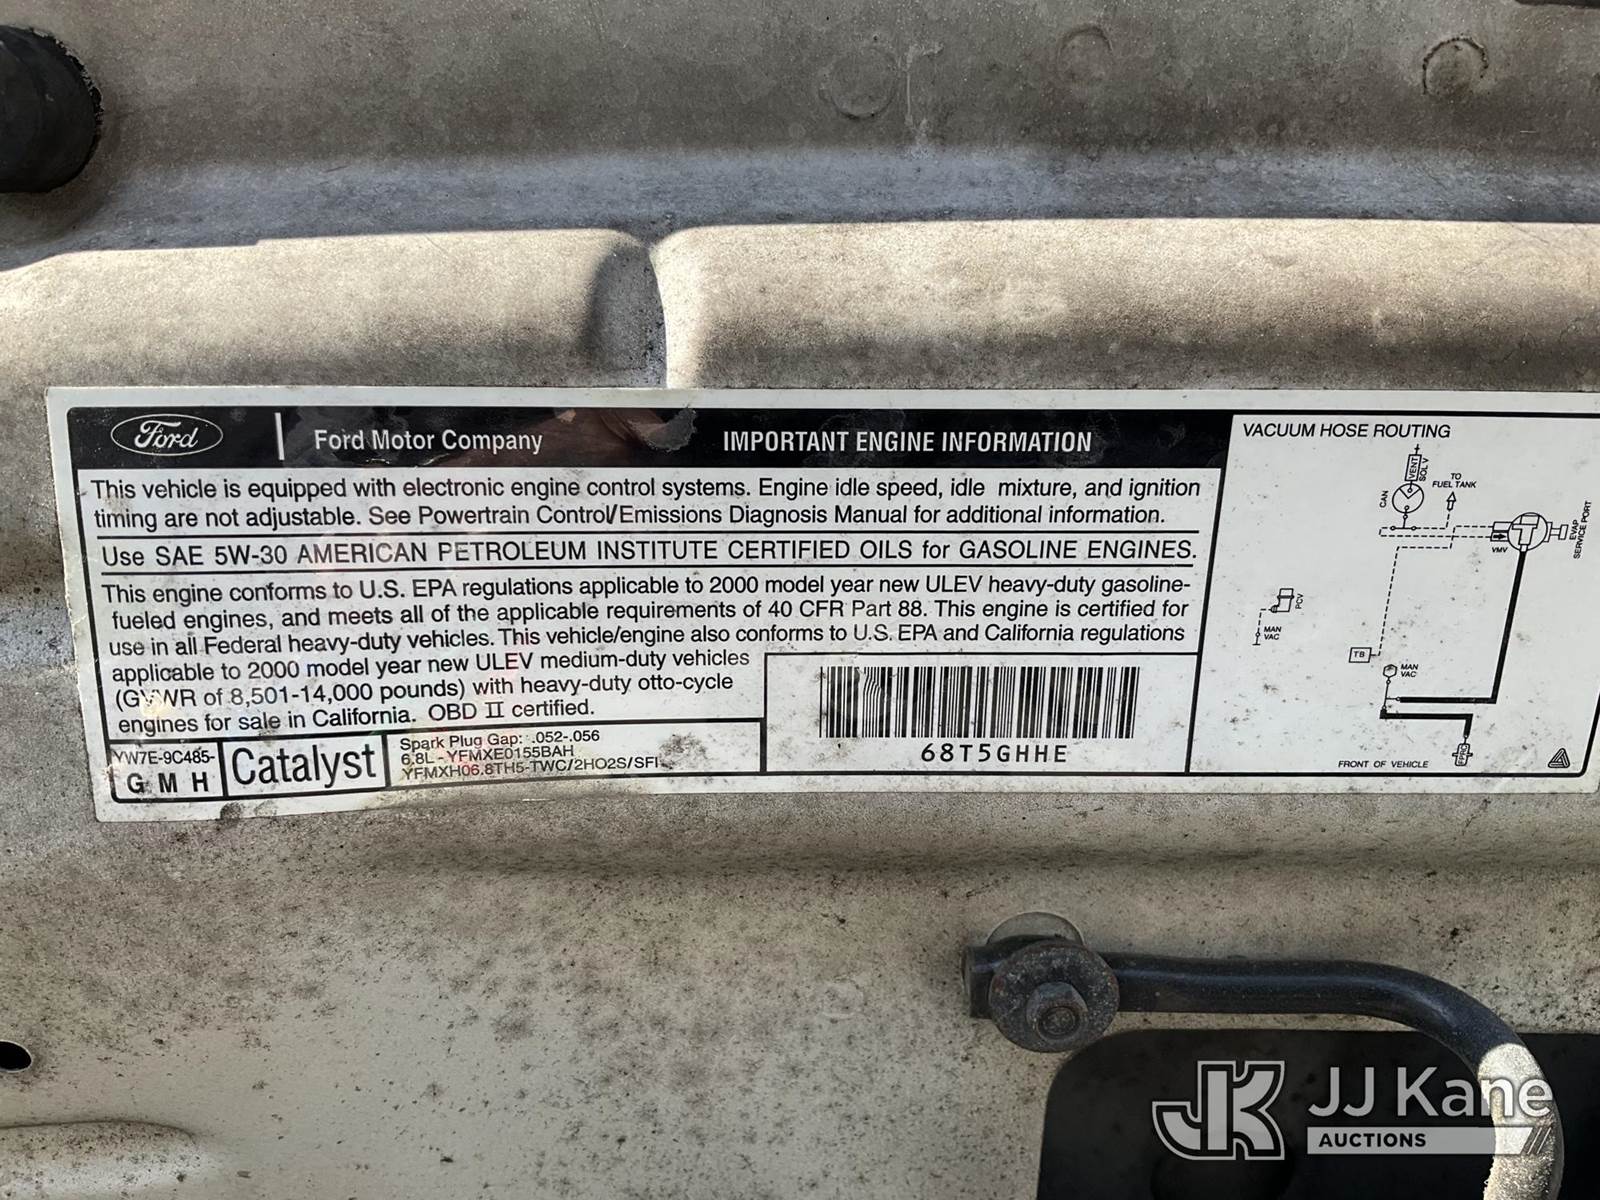 Ford
Ford Motor Company
IMPORTANT ENGINE INFORMATION
This vehicle is equipped with electronic engine control systems. Engine idle speed, idle mixture, and ignition
timing are not adjustable. See Powertrain Control/Emissions Diagnosis Manual for additional information.
Use SAE 5W-30 AMERICAN PETROLEUM INSTITUTE CERTIFIED OILS for GASOLINE ENGINES.
This engine conforms to U.S. EPA regulations applicable to 2000 model year new ULEV heavy-duty gasoline-
fueled engines, and meets all of the applicable requirements of 40 CFR Part 88. This engine is certified for
use in all Federal heavy-duty vehicles. This vehicle/engine also conforms to U.S. EPA and California regulations
applicable to 2000 model year new ULEV medium-duty vehicles
(GVWR of 8,501-14,000 pounds) with heavy-duty otto-cycle
engines for sale in California. OBD II certified.
YW7E-9C485-
G M H
Catalyst
Spark Plug Gap: .052-.056
6.8L - YFMXE0155BAH
YFMXH06.8TH5-TWC/2HO2S/SFI
68T5GHHE
VACUUM HOSE ROUTING
VENT
SOL V
CAN
TO
FUEL TANK
VMV
EVAP
SERVICE PORT
PCV
MAN
VAC
TB
MAN
VAC
FPRC
FRONT OF VEHICLE
JK
JJ Kane
AUCTIONS